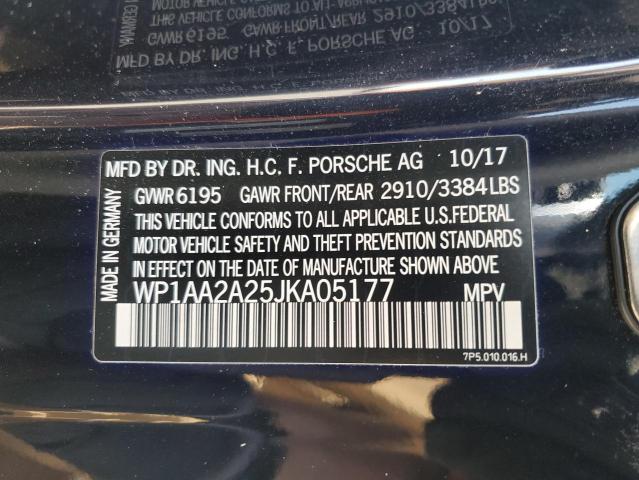 MFD BY DR. ING. H.C. F. PORSCHE AG 10/17
GVWR 6195 GAWR FRONT/REAR 2910/3384LBS
THIS VEHICLE CONFORMS TO ALL APPLICABLE U.S.FEDERAL
MOTOR VEHICLE SAFETY AND THEFT PREVENTION STANDARDS
IN EFFECT ON THE DATE OF MANUFACTURE SHOWN ABOVE.
WP1AA2A25JKA05177 MPV
7P5.010.016.H
MADE IN GERMANY